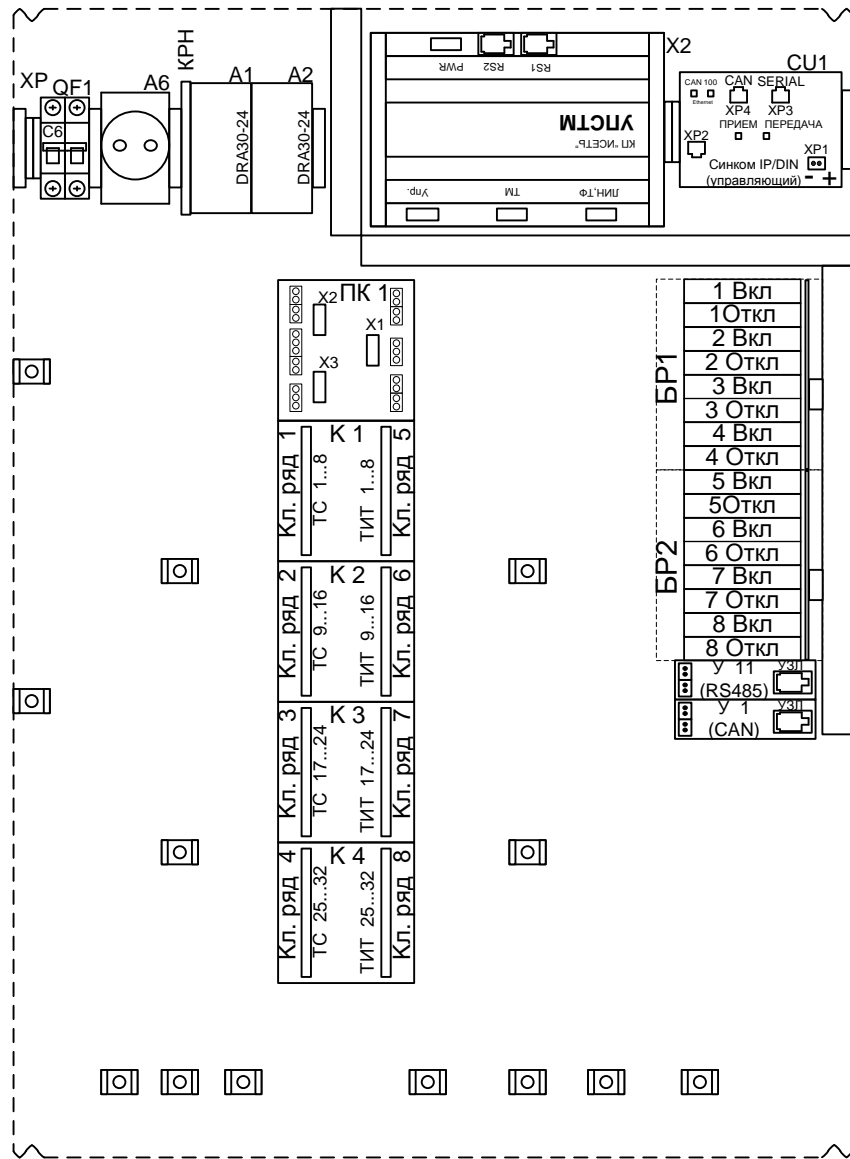 XP QF1
C6
A6
КРН
A1 A2
DRA30-24
DRA30-24
PWR
RS2
RS1
УПСТМ
КП "ИСЕТЬ"
Упр.
ТМ
ЛИН,ТФ
X2
CU1
CAN 100
Ethernet
CAN SERIAL
XP4 XP3
ПРИЕМ ПЕРЕДАЧА
XP2
XP1
Синком IP/DIN
(управляющий) - +
ПК 1
X2
X1
X3
Кл. ряд 1
К 1
ТС 1...8
ТИТ 1...8
Кл. ряд 5
Кл. ряд 2
К 2
ТС 9...16
ТИТ 9...16
Кл. ряд 6
Кл. ряд 3
К 3
ТС 17...24
ТИТ 17...24
Кл. ряд 7
Кл. ряд 4
К 4
ТС 25...32
ТИТ 25...32
Кл. ряд 8
БР1
1 Вкл
1Откл
2 Вкл
2 Откл
3 Вкл
3 Откл
4 Вкл
4 Откл
БР2
5 Вкл
5Откл
6 Вкл
6 Откл
7 Вкл
7 Откл
8 Вкл
8 Откл
У 11 УЗЛ
(RS485)
У 1 УЗЛ
(CAN)